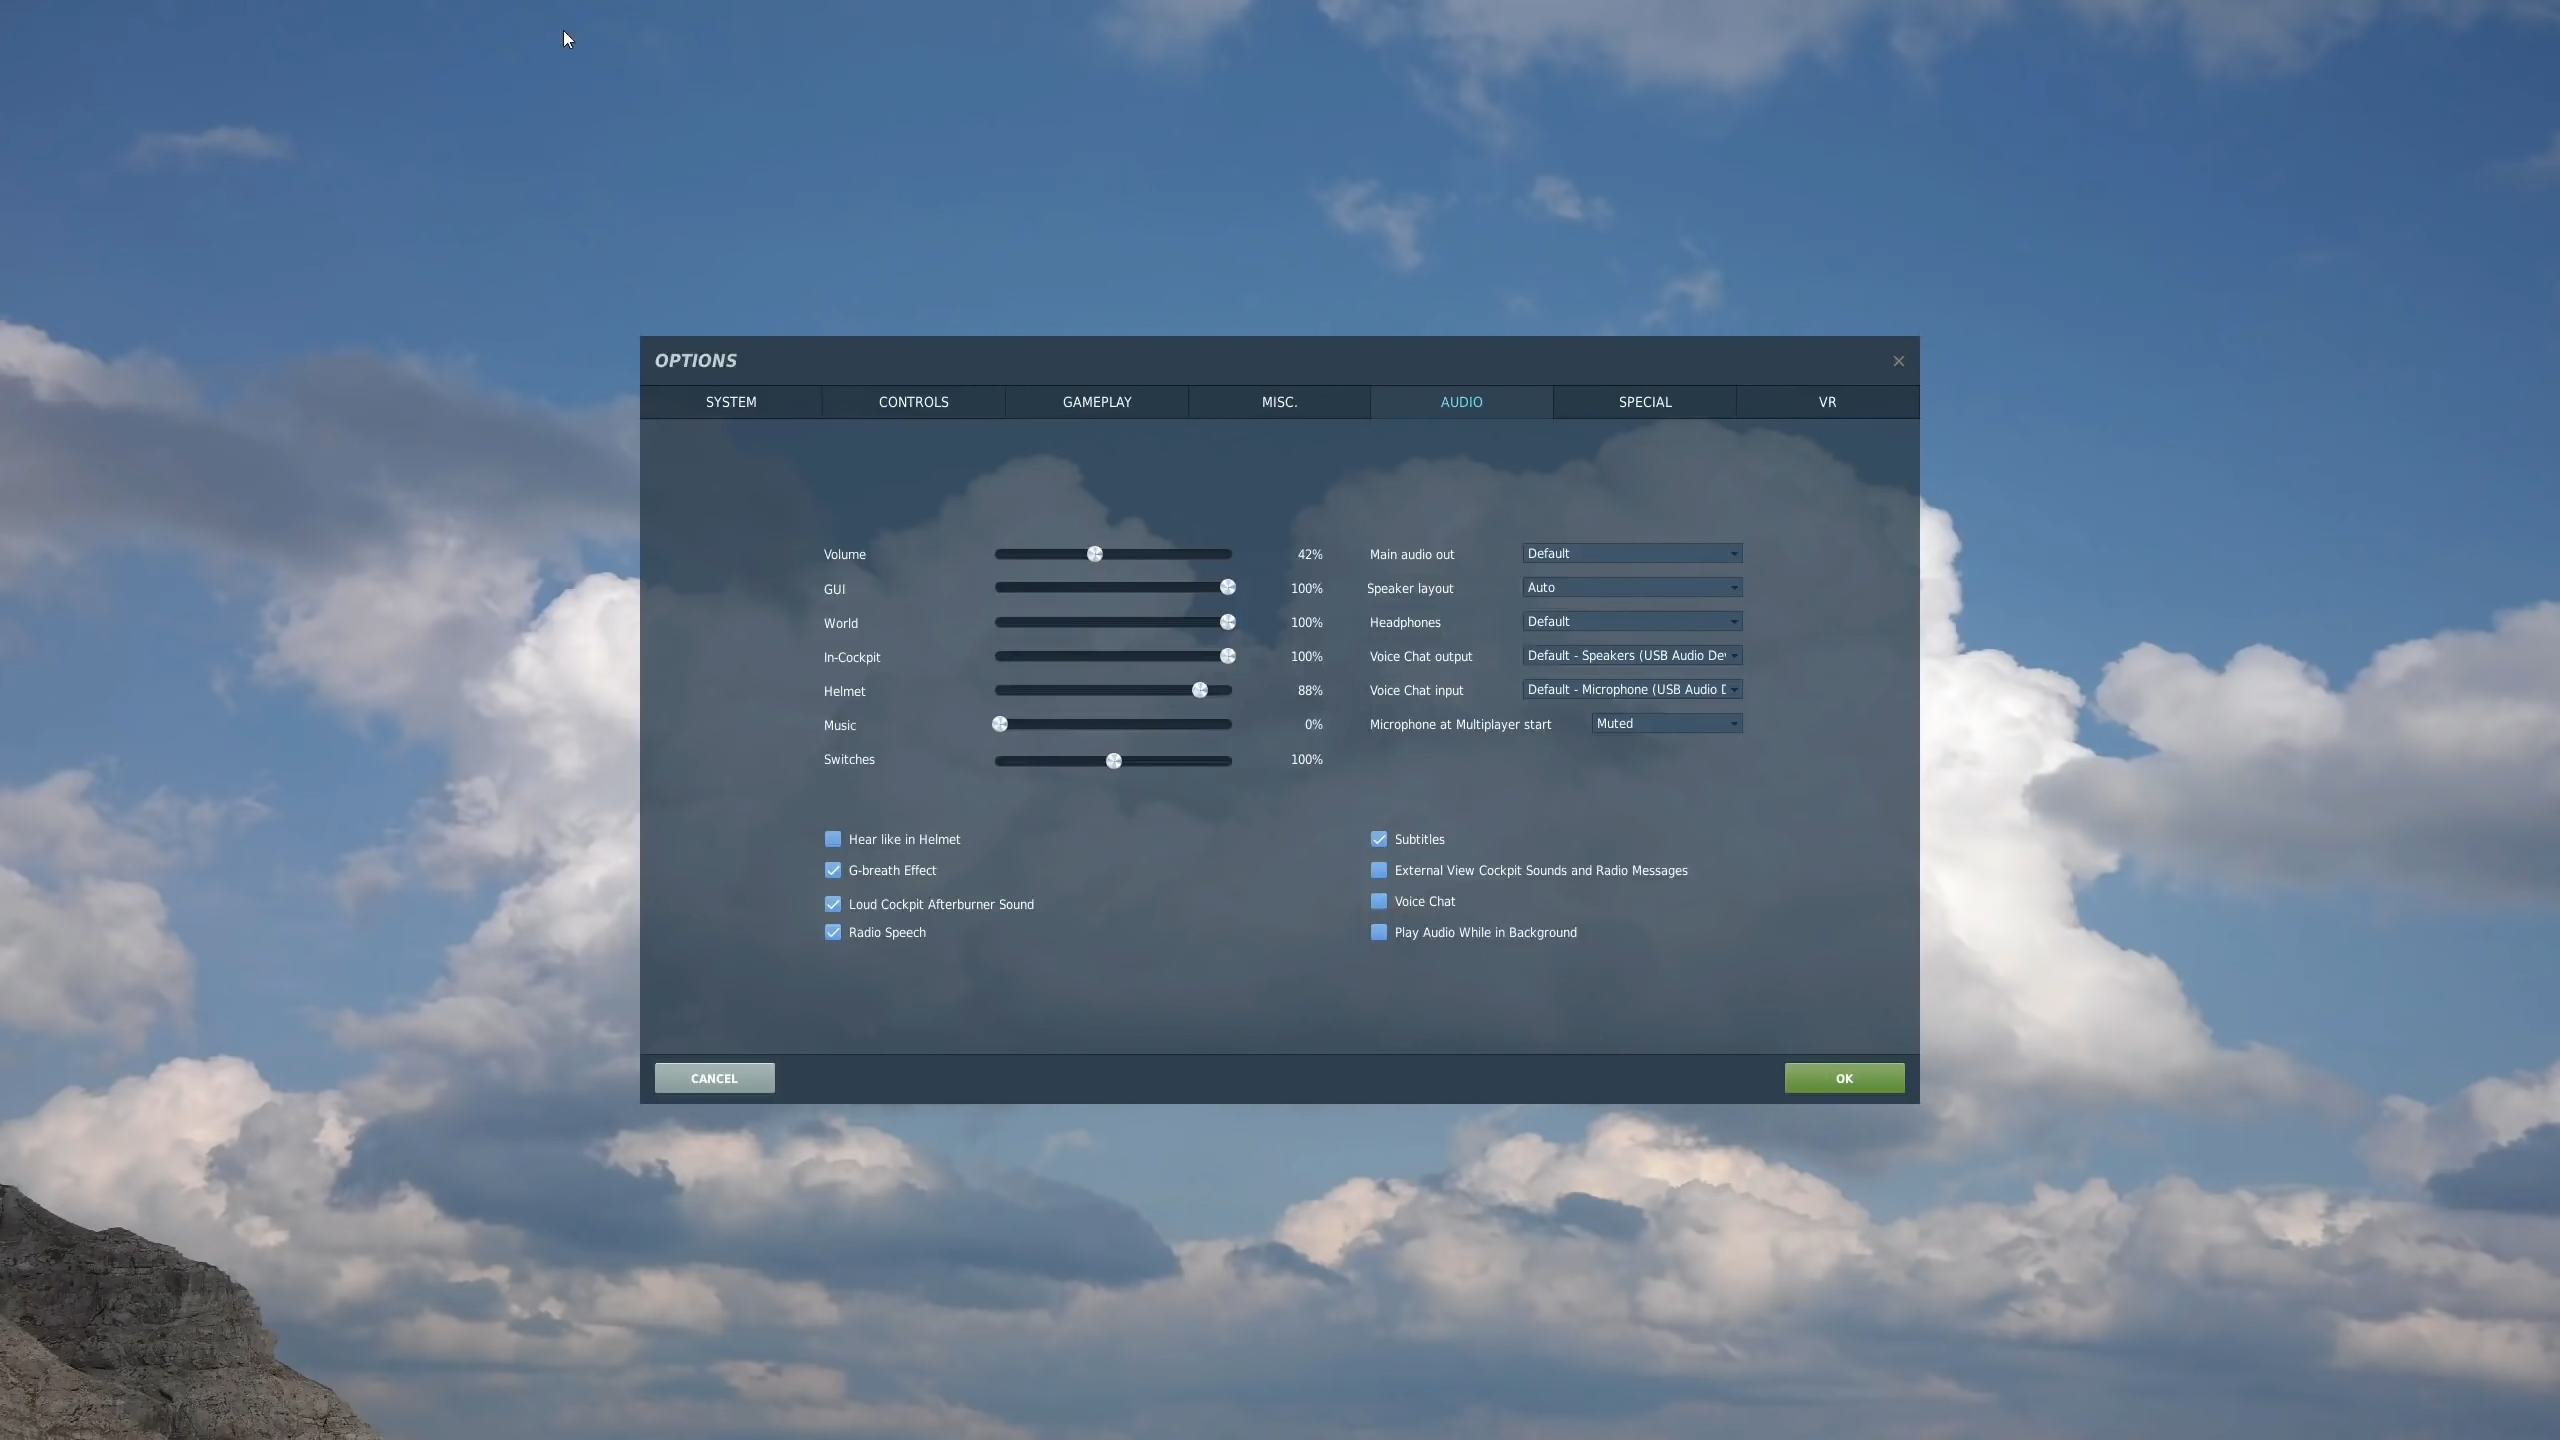 OPTIONS
SYSTEM CONTROLS GAMEPLAY MISC. AUDIO SPECIAL VR
Volume 42% Main audio out Default
GUI 100% Speaker layout Auto
World 100% Headphones Default
In-Cockpit 100% Voice Chat output Default - Speakers (USB Audio De
Helmet 88% Voice Chat input Default - Microphone (USB Audio
Music 0% Microphone at Multiplayer start Muted
Switches 100%
Hear like in Helmet Subtitles
G-breath Effect External View Cockpit Sounds and Radio Messages
Loud Cockpit Afterburner Sound Voice Chat
Radio Speech Play Audio While in Background
CANCEL OK